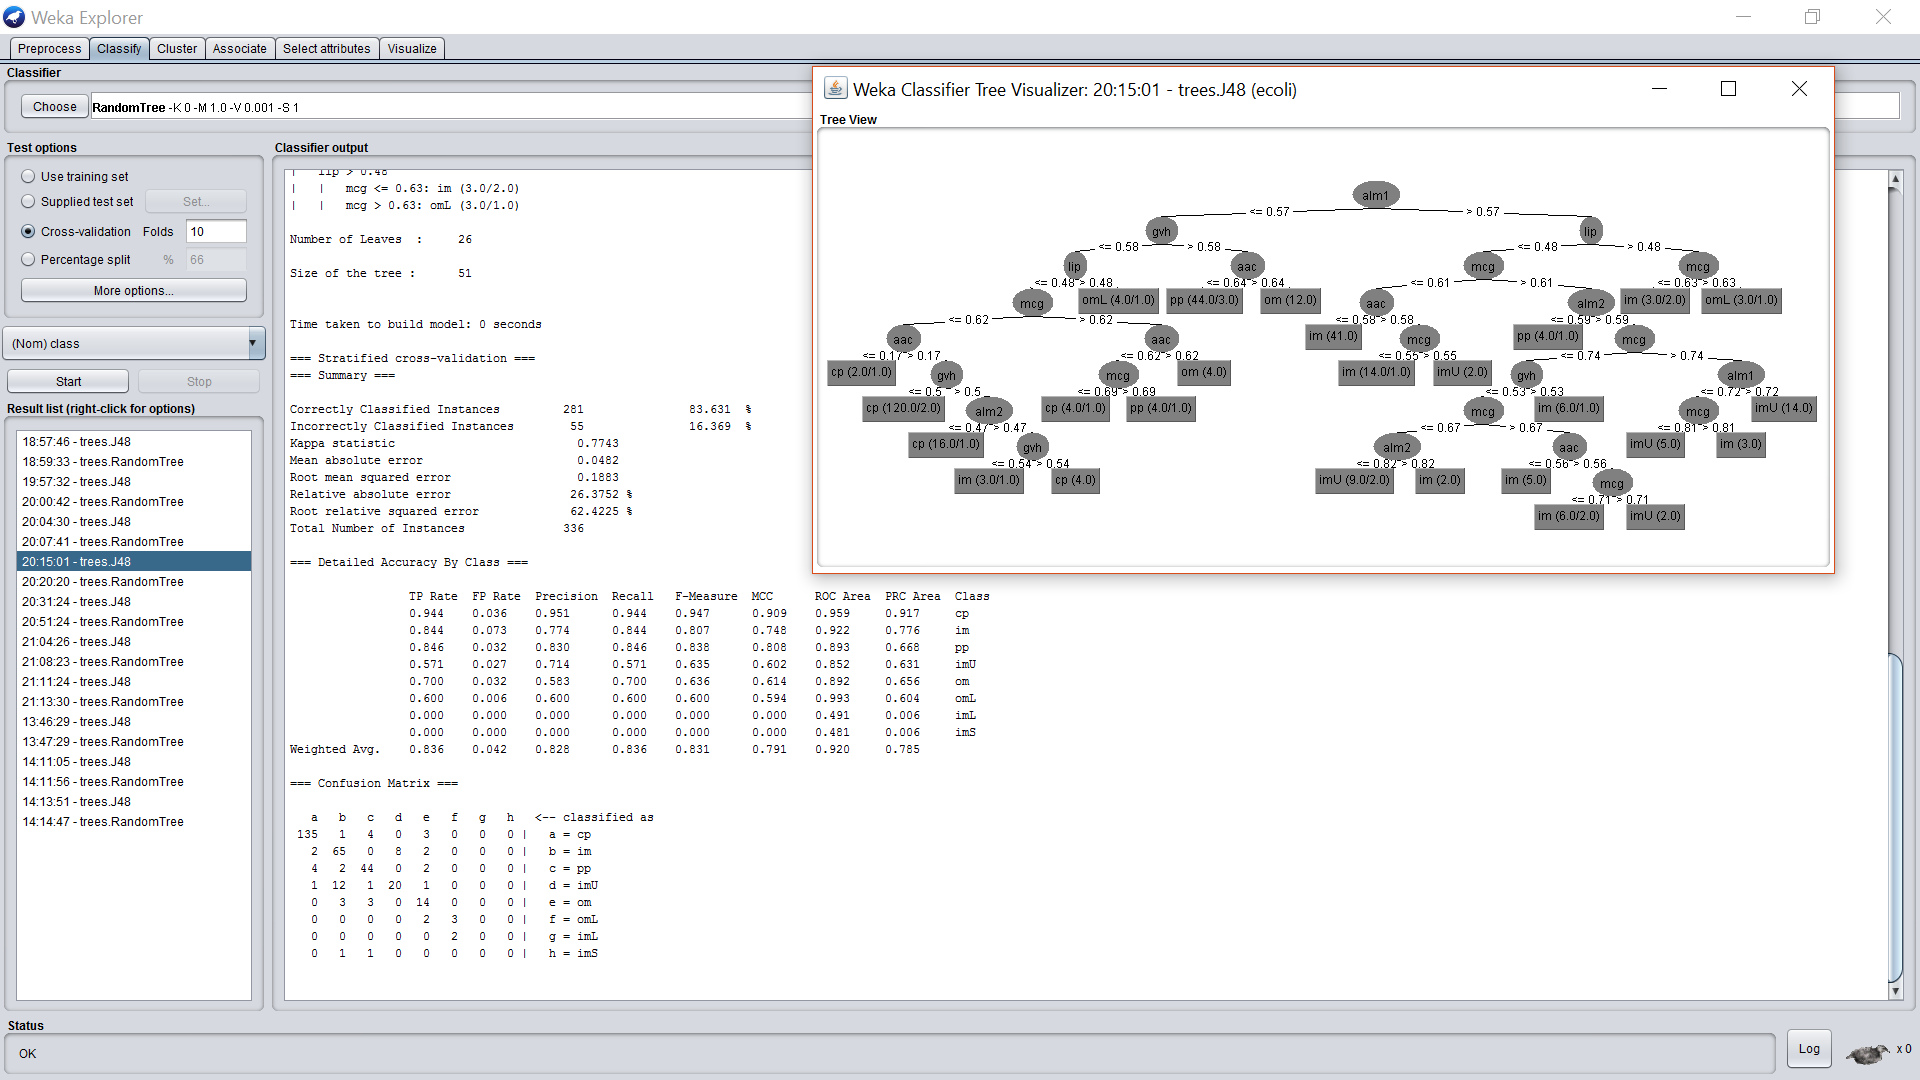 Weka Explorer
Preprocess Classify Cluster Associate Select attributes Visualize
Classifier
Choose RandomTree -K 0 -M 1.0 -V 0.001 -S 1
Test options
Use training set
Supplied test set Set...
Cross-validation Folds 10
Percentage split % 66
More options...
(Nom) class
Start Stop
Result list (right-click for options)
18:57:46 - trees.J48
18:59:33 - trees.RandomTree
19:57:32 - trees.J48
20:00:42 - trees.RandomTree
20:04:30 - trees.J48
20:07:41 - trees.RandomTree
20:15:01 - trees.J48
20:20:20 - trees.RandomTree
20:31:24 - trees.J48
20:51:24 - trees.RandomTree
21:04:26 - trees.J48
21:08:23 - trees.RandomTree
21:11:24 - trees.J48
21:13:30 - trees.RandomTree
13:46:29 - trees.J48
13:47:29 - trees.RandomTree
14:11:05 - trees.J48
14:11:56 - trees.RandomTree
14:13:51 - trees.J48
14:14:47 - trees.RandomTree
Classifier output
| lip > 0.48
| | mcg <= 0.63: im (3.0/2.0)
| | mcg > 0.63: omL (3.0/1.0)
Number of Leaves : 26
Size of the tree : 51
Time taken to build model: 0 seconds
=== Stratified cross-validation ===
=== Summary ===
Correctly Classified Instances 281 83.631 %
Incorrectly Classified Instances 55 16.369 %
Kappa statistic 0.7743
Mean absolute error 0.0482
Root mean squared error 0.1883
Relative absolute error 26.3752 %
Root relative squared error 62.4225 %
Total Number of Instances 336
=== Detailed Accuracy By Class ===
TP Rate FP Rate Precision Recall F-Measure MCC ROC Area PRC Area Class
0.944 0.036 0.951 0.944 0.947 0.909 0.959 0.917 cp
0.844 0.073 0.774 0.844 0.807 0.748 0.922 0.776 im
0.846 0.032 0.830 0.846 0.838 0.808 0.893 0.668 pp
0.571 0.027 0.714 0.571 0.635 0.602 0.852 0.631 imU
0.700 0.032 0.583 0.700 0.636 0.614 0.892 0.656 om
0.600 0.006 0.600 0.600 0.600 0.594 0.993 0.604 omL
0.000 0.000 0.000 0.000 0.000 0.000 0.491 0.006 imL
0.000 0.000 0.000 0.000 0.000 0.000 0.481 0.006 imS
Weighted Avg. 0.836 0.042 0.828 0.836 0.831 0.791 0.920 0.785
=== Confusion Matrix ===
a b c d e f g h <-- classified as
135 1 4 0 3 0 0 0 | a = cp
2 65 0 8 2 0 0 0 | b = im
4 2 44 0 2 0 0 0 | c = pp
1 12 1 20 1 0 0 0 | d = imU
0 3 3 0 14 0 0 0 | e = om
0 0 0 0 2 3 0 0 | f = omL
0 0 0 0 0 2 0 0 | g = imL
0 1 1 0 0 0 0 0 | h = imS
Weka Classifier Tree Visualizer: 20:15:01 - trees.J48 (ecoli)
Tree View
alm1
<= 0.57 > 0.57
gvh lip
<= 0.58 > 0.58 <= 0.48 > 0.48
lip aac mcg mcg
<= 0.48 > 0.48 <= 0.64 > 0.64 <= 0.61 > 0.61 <= 0.63 > 0.63
mcg omL (4.0/1.0) pp (44.0/3.0) om (12.0) aac alm2 im (3.0/2.0) omL (3.0/1.0)
<= 0.62 > 0.62 <= 0.58 > 0.58 <= 0.59 > 0.59
aac aac im (41.0) mcg pp (4.0/1.0) mcg
<= 0.17 > 0.17 <= 0.62 > 0.62 <= 0.55 > 0.55 <= 0.74 > 0.74
cp (2.0/1.0) gvh mcg om (4.0) im (14.0/1.0) imU (2.0) gvh alm1
<= 0.5 > 0.5 <= 0.69 > 0.69 <= 0.53 > 0.53 <= 0.72 > 0.72
cp (120.0/2.0) alm2 cp (4.0/1.0) pp (4.0/1.0) mcg im (6.0/1.0) mcg imU (14.0)
<= 0.47 > 0.47 <= 0.67 > 0.67 <= 0.81 > 0.81
cp (16.0/1.0) gvh alm2 aac imU (5.0) im (3.0)
<= 0.54 > 0.54 <= 0.82 > 0.82 <= 0.56 > 0.56
im (3.0/1.0) cp (4.0) imU (9.0/2.0) im (2.0) im (5.0) mcg
<= 0.71 > 0.71
im (6.0/2.0) imU (2.0)
Status
OK
Log x 0